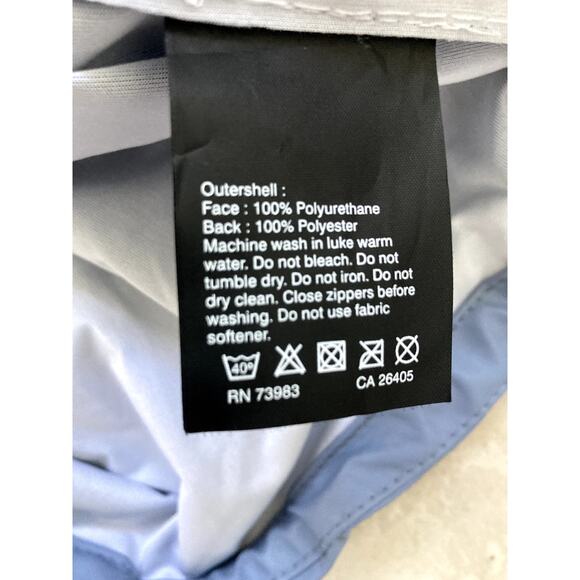 Outershell :
Face : 100% Polyurethane
Back : 100% Polyester
Machine wash in luke warm
water. Do not bleach. Do not
tumble dry. Do not iron. Do not
dry clean. Close zippers before
washing. Do not use fabric
softener.
40°
RN 73983 CA 26405